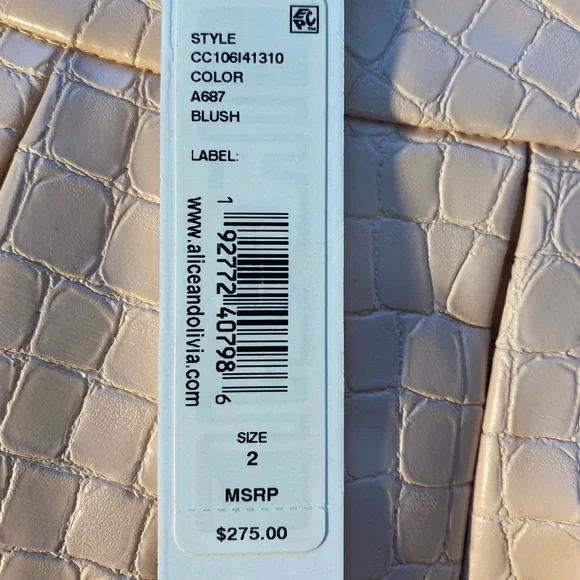 STYLE
CC106I41310
COLOR
A687
BLUSH
LABEL:
www.aliceandolivia.com
1 92772 40798 6
SIZE
2
MSRP
$275.00